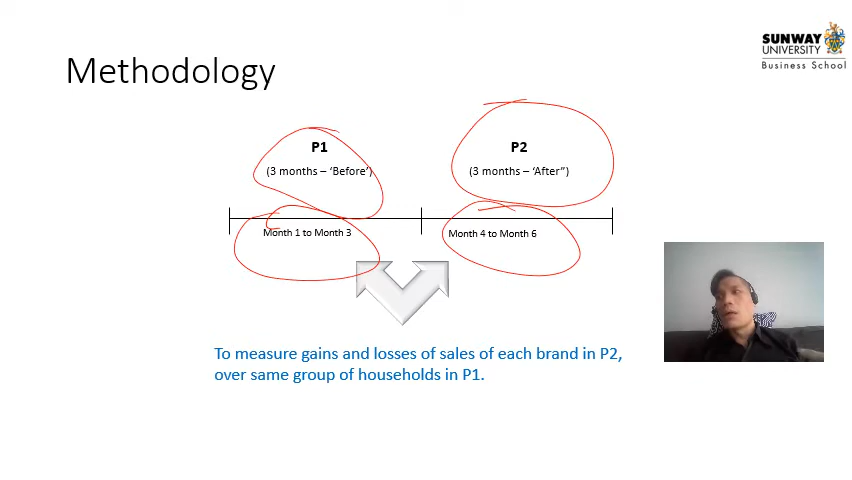 SUNWAY
UNIVERSITY
Business School
Methodology
P1
(3 months – ‘Before’)
P2
(3 months – ‘After”)
Month 1 to Month 3
Month 4 to Month 6
To measure gains and losses of sales of each brand in P2,
over same group of households in P1.